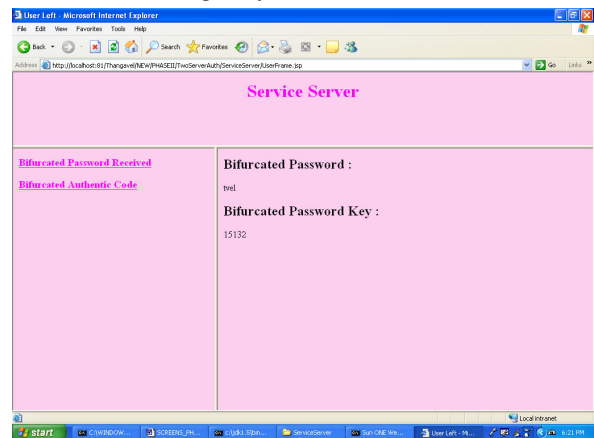 User Left - Microsoft Internet Explorer
File Edit View Favorites Tools Help
Back Search Favorites
Address http://localhost:81/Thangavel/NEW/PHASEII/TwoServerAuth/ServiceServer/UserFrame.jsp Go Links »
Service Server
Bifurcated Password Received
Bifurcated Authentic Code
Bifurcated Password :
tvel
Bifurcated Password Key :
15132
Local intranet
start C:\WINDOW... SCREENS_PH... c:\jdk1.5\bin... ServiceServer Sun ONE We... User Left - M... 6:21 PM